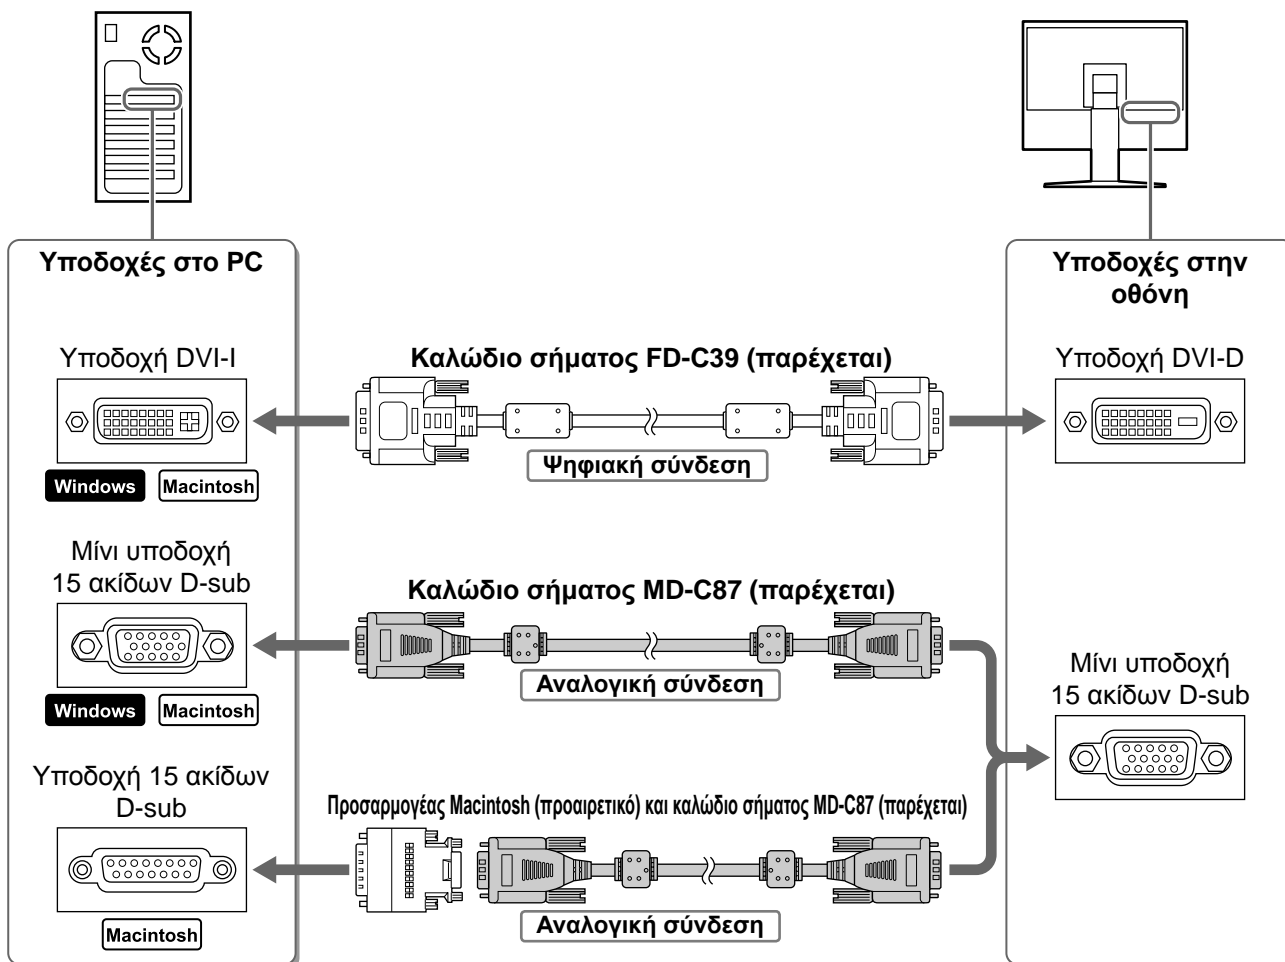 Υποδοχές στο PC
Υποδοχές στην
οθόνη
Υποδοχή DVI-I
Καλώδιο σήματος FD-C39 (παρέχεται)
Υποδοχή DVI-D
Ψηφιακή σύνδεση
Windows
Macintosh
Μίνι υποδοχή
15 ακίδων D-sub
Καλώδιο σήματος MD-C87 (παρέχεται)
Αναλογική σύνδεση
Windows
Macintosh
Μίνι υποδοχή
15 ακίδων D-sub
Υποδοχή 15 ακίδων
D-sub
Προσαρμογέας Macintosh (προαιρετικό) και καλώδιο σήματος MD-C87 (παρέχεται)
Αναλογική σύνδεση
Macintosh